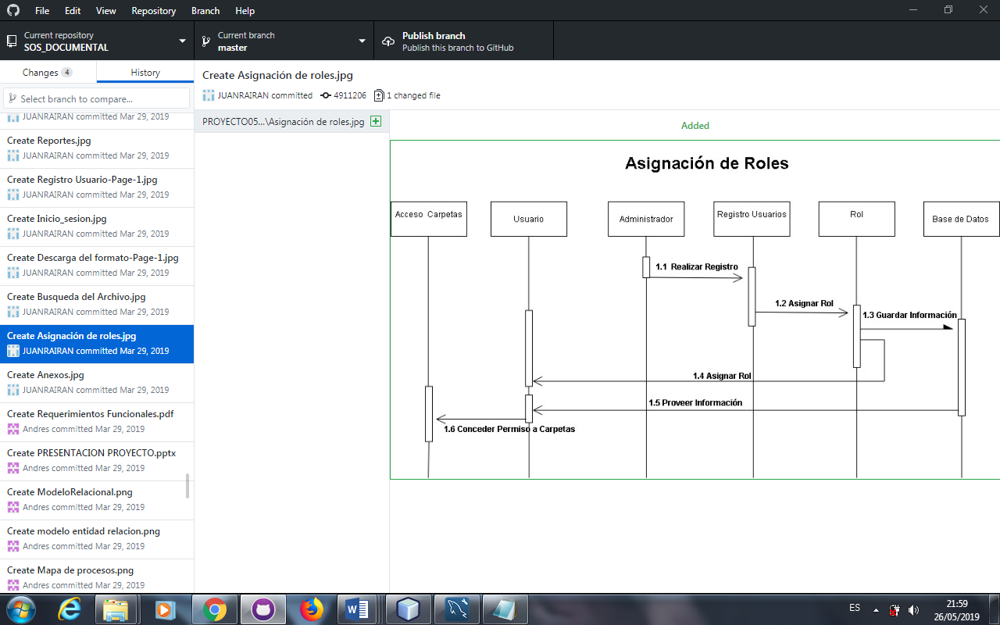 File Edit View Repository Branch Help
Current repository
SOS_DOCUMENTAL
Current branch
master
Publish branch
Publish this branch to GitHub
Changes 4
History
Select branch to compare...
JUANRAIRAN committed Mar 29, 2019
Create Reportes.jpg
JUANRAIRAN committed Mar 29, 2019
Create Registro Usuario-Page-1.jpg
JUANRAIRAN committed Mar 29, 2019
Create Inicio_sesion.jpg
JUANRAIRAN committed Mar 29, 2019
Create Descarga del formato-Page-1.jpg
JUANRAIRAN committed Mar 29, 2019
Create Busqueda del Archivo.jpg
JUANRAIRAN committed Mar 29, 2019
Create Asignación de roles.jpg
JUANRAIRAN committed Mar 29, 2019
Create Anexos.jpg
JUANRAIRAN committed Mar 29, 2019
Create Requerimientos Funcionales.pdf
Andres committed Mar 29, 2019
Create PRESENTACION PROYECTO.pptx
Andres committed Mar 29, 2019
Create ModeloRelacional.png
Andres committed Mar 29, 2019
Create modelo entidad relacion.png
Andres committed Mar 29, 2019
Create Mapa de procesos.png
Andres committed Mar 29, 2019
Create Asignación de roles.jpg
JUANRAIRAN committed 4911206 1 changed file
PROYECTO05...\Asignación de roles.jpg
Added
Asignación de Roles
Acceso Carpetas
Usuario
Administrador
Registro Usuarios
Rol
Base de Datos
1.1 Realizar Registro
1.2 Asignar Rol
1.3 Guardar Información
1.4 Asignar Rol
1.5 Proveer Información
1.6 Conceder Permiso a Carpetas
ES
21:59
26/05/2019